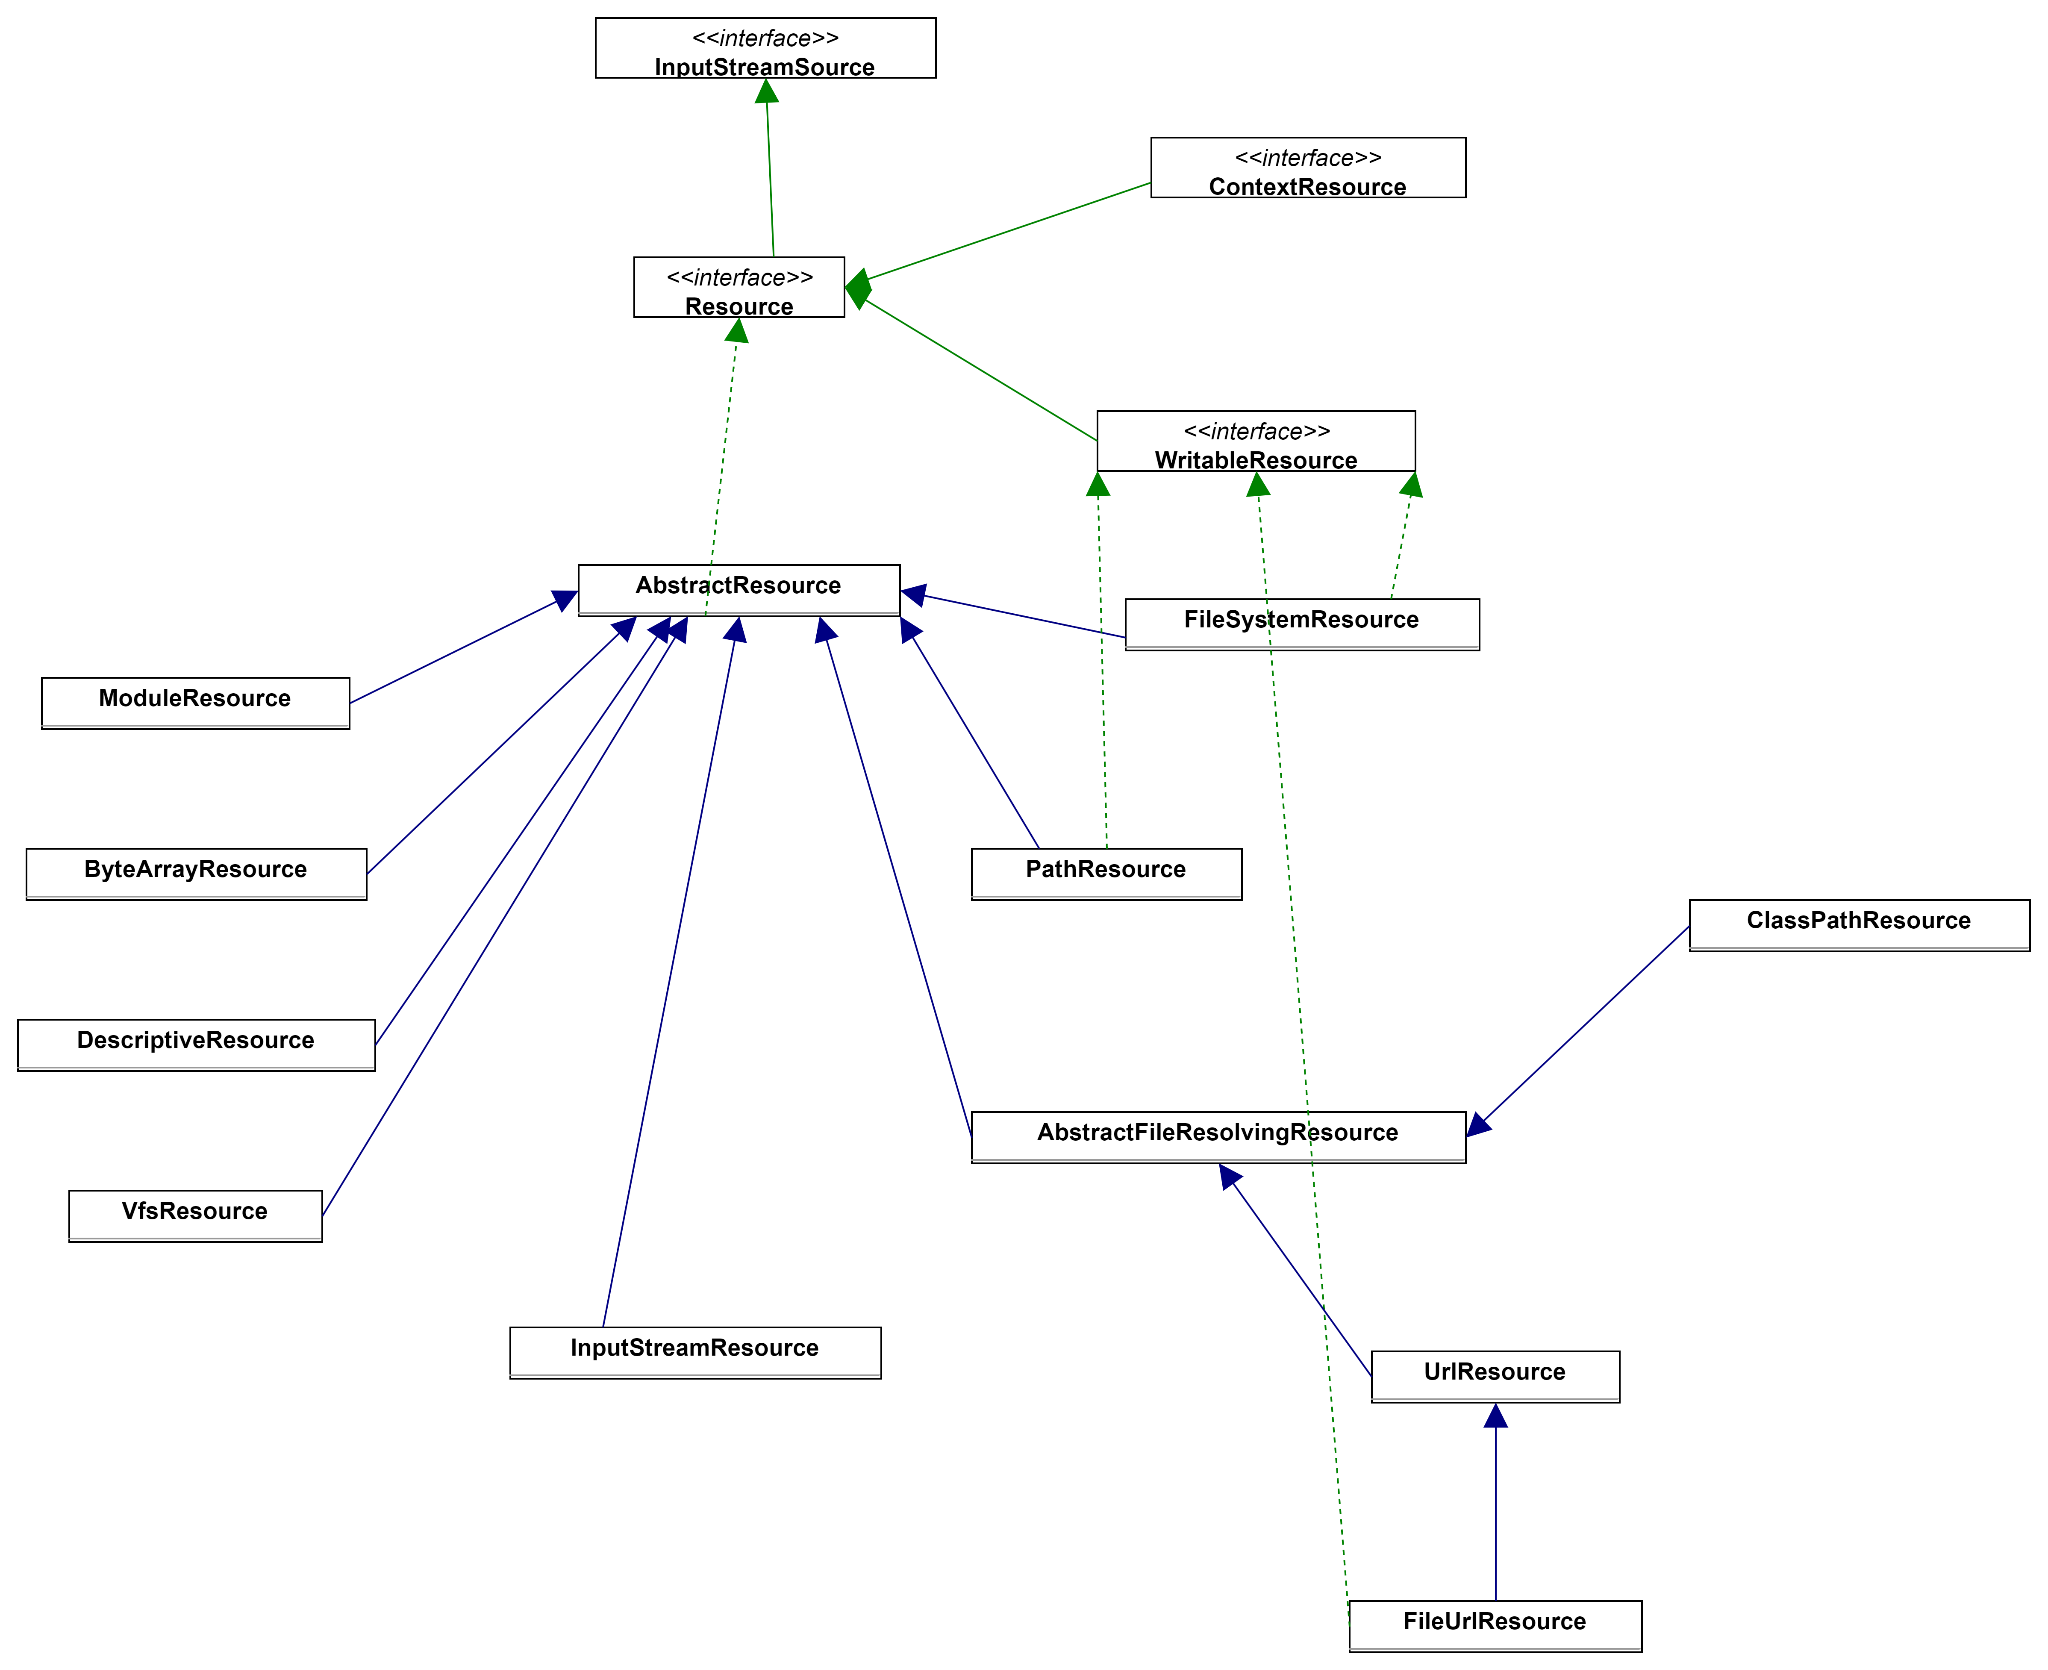 <<interface>>
InputStreamSource
<<interface>>
ContextResource
<<interface>>
Resource
<<interface>>
WritableResource
AbstractResource
FileSystemResource
ModuleResource
ByteArrayResource
PathResource
ClassPathResource
DescriptiveResource
AbstractFileResolvingResource
VfsResource
InputStreamResource
UrlResource
FileUrlResource